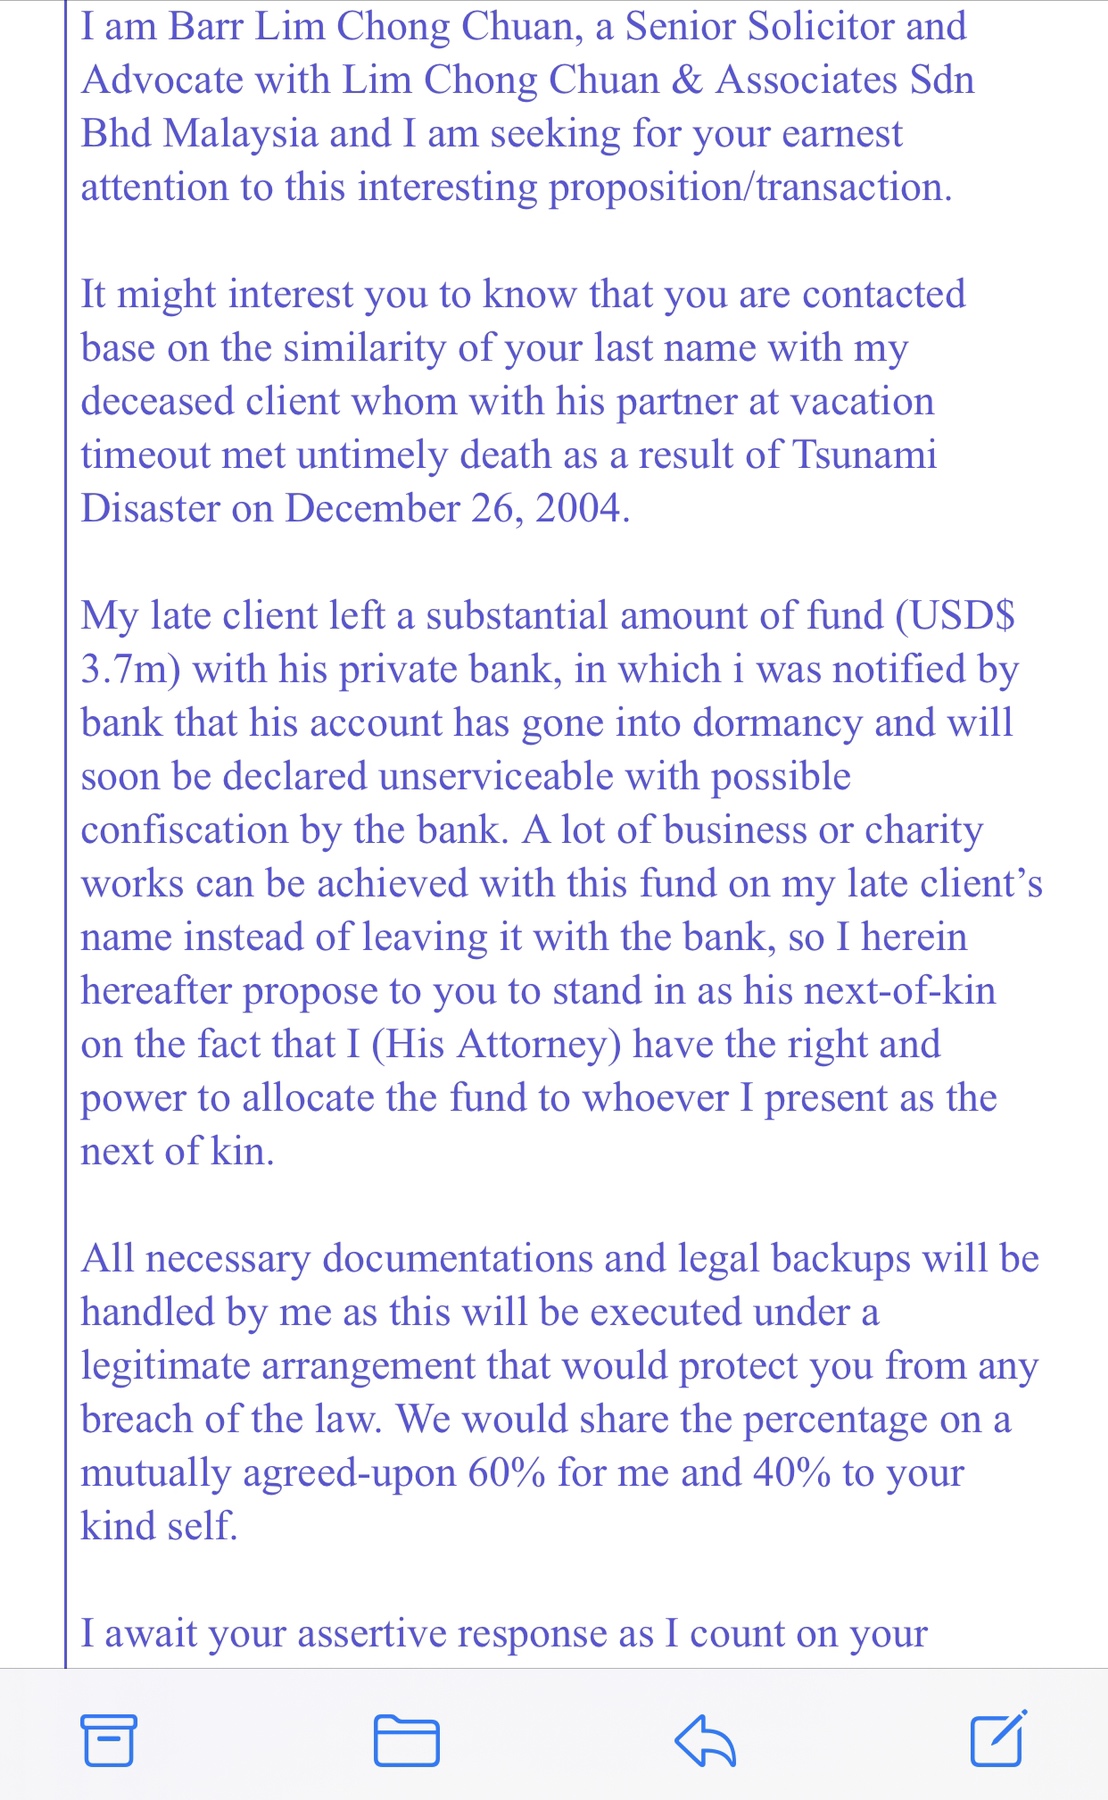 I am Barr Lim Chong Chuan, a Senior Solicitor and
Advocate with Lim Chong Chuan & Associates Sdn
Bhd Malaysia and I am seeking for your earnest
attention to this interesting proposition/transaction.
It might interest you to know that you are contacted
base on the similarity of your last name with my
deceased client whom with his partner at vacation
timeout met untimely death as a result of Tsunami
Disaster on December 26, 2004.
My late client left a substantial amount of fund (USD$
3.7m) with his private bank, in which i was notified by
bank that his account has gone into dormancy and will
soon be declared unserviceable with possible
confiscation by the bank. A lot of business or charity
works can be achieved with this fund on my late client’s
name instead of leaving it with the bank, so I herein
hereafter propose to you to stand in as his next-of-kin
on the fact that I (His Attorney) have the right and
power to allocate the fund to whoever I present as the
next of kin.
All necessary documentations and legal backups will be
handled by me as this will be executed under a
legitimate arrangement that would protect you from any
breach of the law. We would share the percentage on a
mutually agreed-upon 60% for me and 40% to your
kind self.
I await your assertive response as I count on your